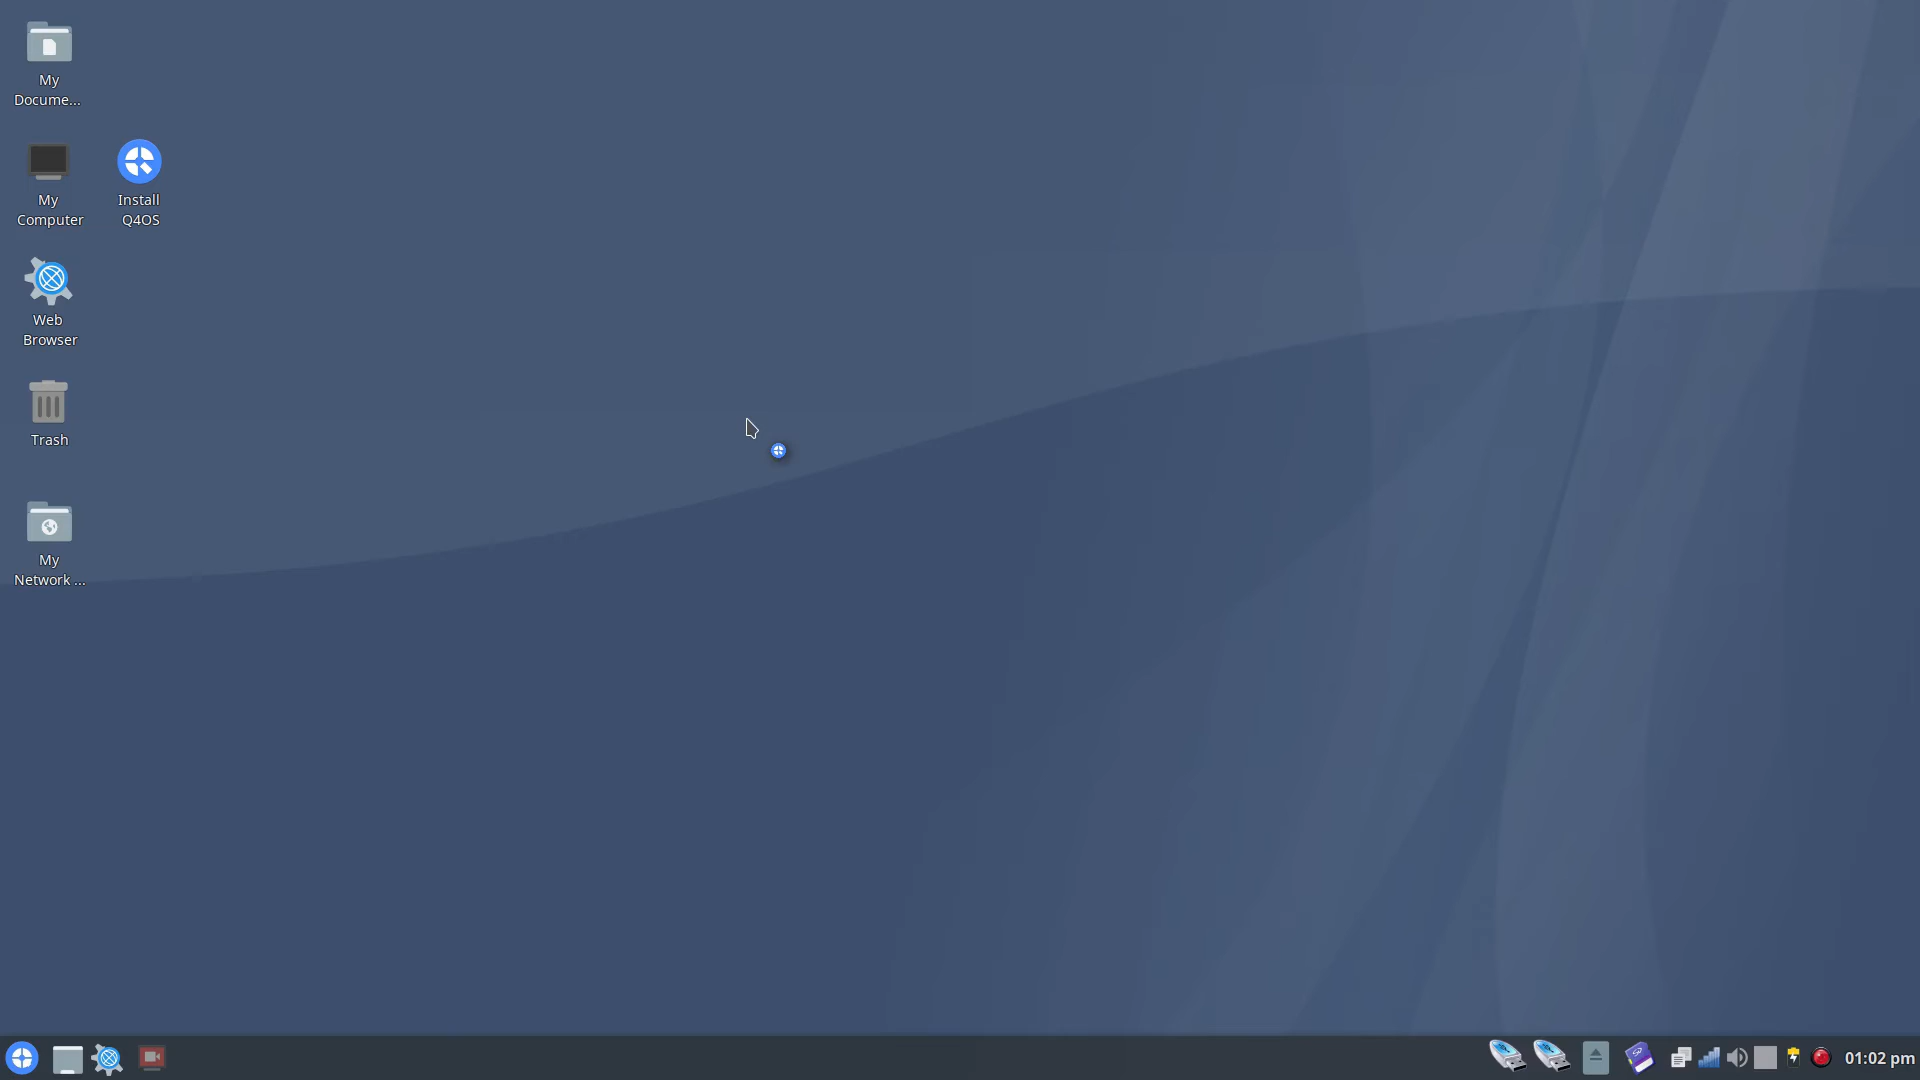 My
Docume...
My
Computer
Install
Q4OS
Web
Browser
Trash
My
Network ...
01:02 pm